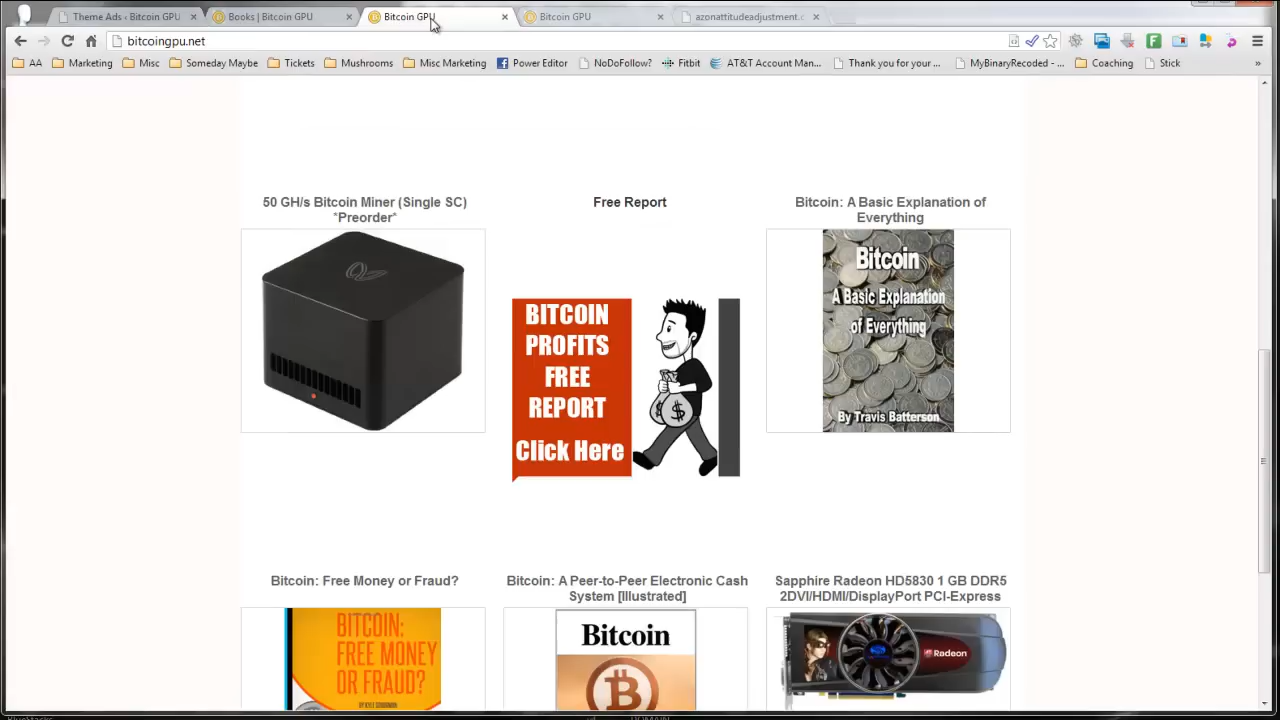 Theme Ads ‹ Bitcoin GPU
Books | Bitcoin GPU
Bitcoin GPU
Bitcoin GPU
azonattitudeadjustment.c
bitcoingpu.net
AA
Marketing
Misc
Someday Maybe
Tickets
Mushrooms
Misc Marketing
Power Editor
NoDoFollow?
Fitbit
AT&T Account Man...
Thank you for your ...
MyBinaryRecoded - ...
Coaching
Stick
»
50 GH/s Bitcoin Miner (Single SC)
*Preorder*
Free Report
BITCOIN
PROFITS
FREE
REPORT
Click Here
Bitcoin: A Basic Explanation of
Everything
Bitcoin
A Basic Explanation
of Everything
By Travis Batterson
Bitcoin: Free Money or Fraud?
BITCOIN:
FREE MONEY
OR FRAUD?
Bitcoin: A Peer-to-Peer Electronic Cash
System [Illustrated]
Bitcoin
Sapphire Radeon HD5830 1 GB DDR5
2DVI/HDMI/DisplayPort PCI-Express
Radeon